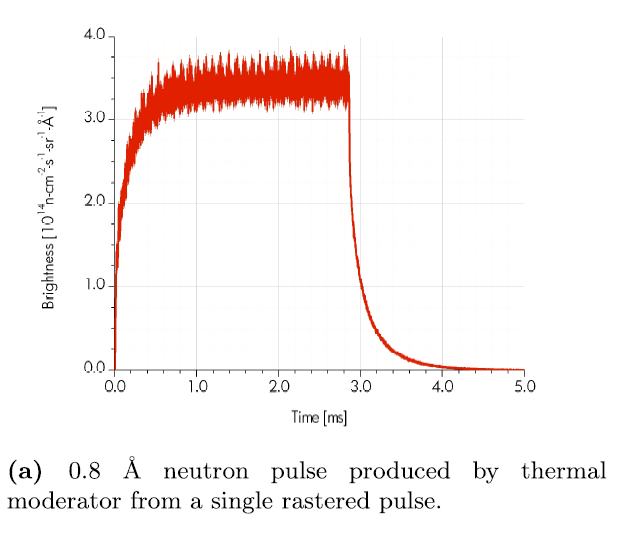 4.0
3.0
2.0
1.0
0.0
Brightness [10¹⁴n·cm⁻²·s⁻¹·sr⁻¹·Å⁻¹]
0.0 1.0 2.0 3.0 4.0 5.0
Time [ms]
(a) 0.8 Å neutron pulse produced by thermal
moderator from a single rastered pulse.